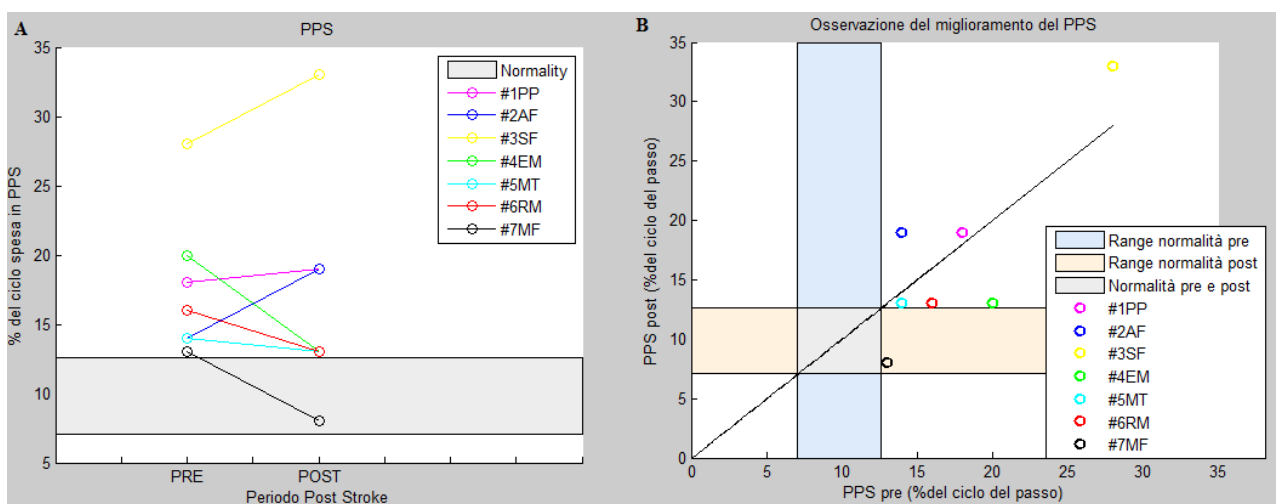 A
PPS
% del ciclo spesa in PPS
35
30
25
20
15
10
5
PRE
POST
Periodo Post Stroke
Normality
#1PP
#2AF
#3SF
#4EM
#5MT
#6RM
#7MF
B
Osservazione del miglioramento del PPS
PPS post (%del ciclo del passo)
35
30
25
20
15
10
5
0
0
5
10
15
20
25
30
35
PPS pre (%del ciclo del passo)
Range normalità pre
Range normalità post
Normalità pre e post
#1PP
#2AF
#3SF
#4EM
#5MT
#6RM
#7MF